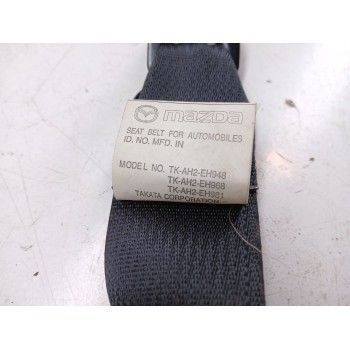 mazda
SEAT BELT FOR AUTOMOBILES
ID. NO. MFD. IN
MODEL NO. TK-AH2-EH948
TK-AH2-EH968
TK-AH2-EH981
TAKATA CORPORATION